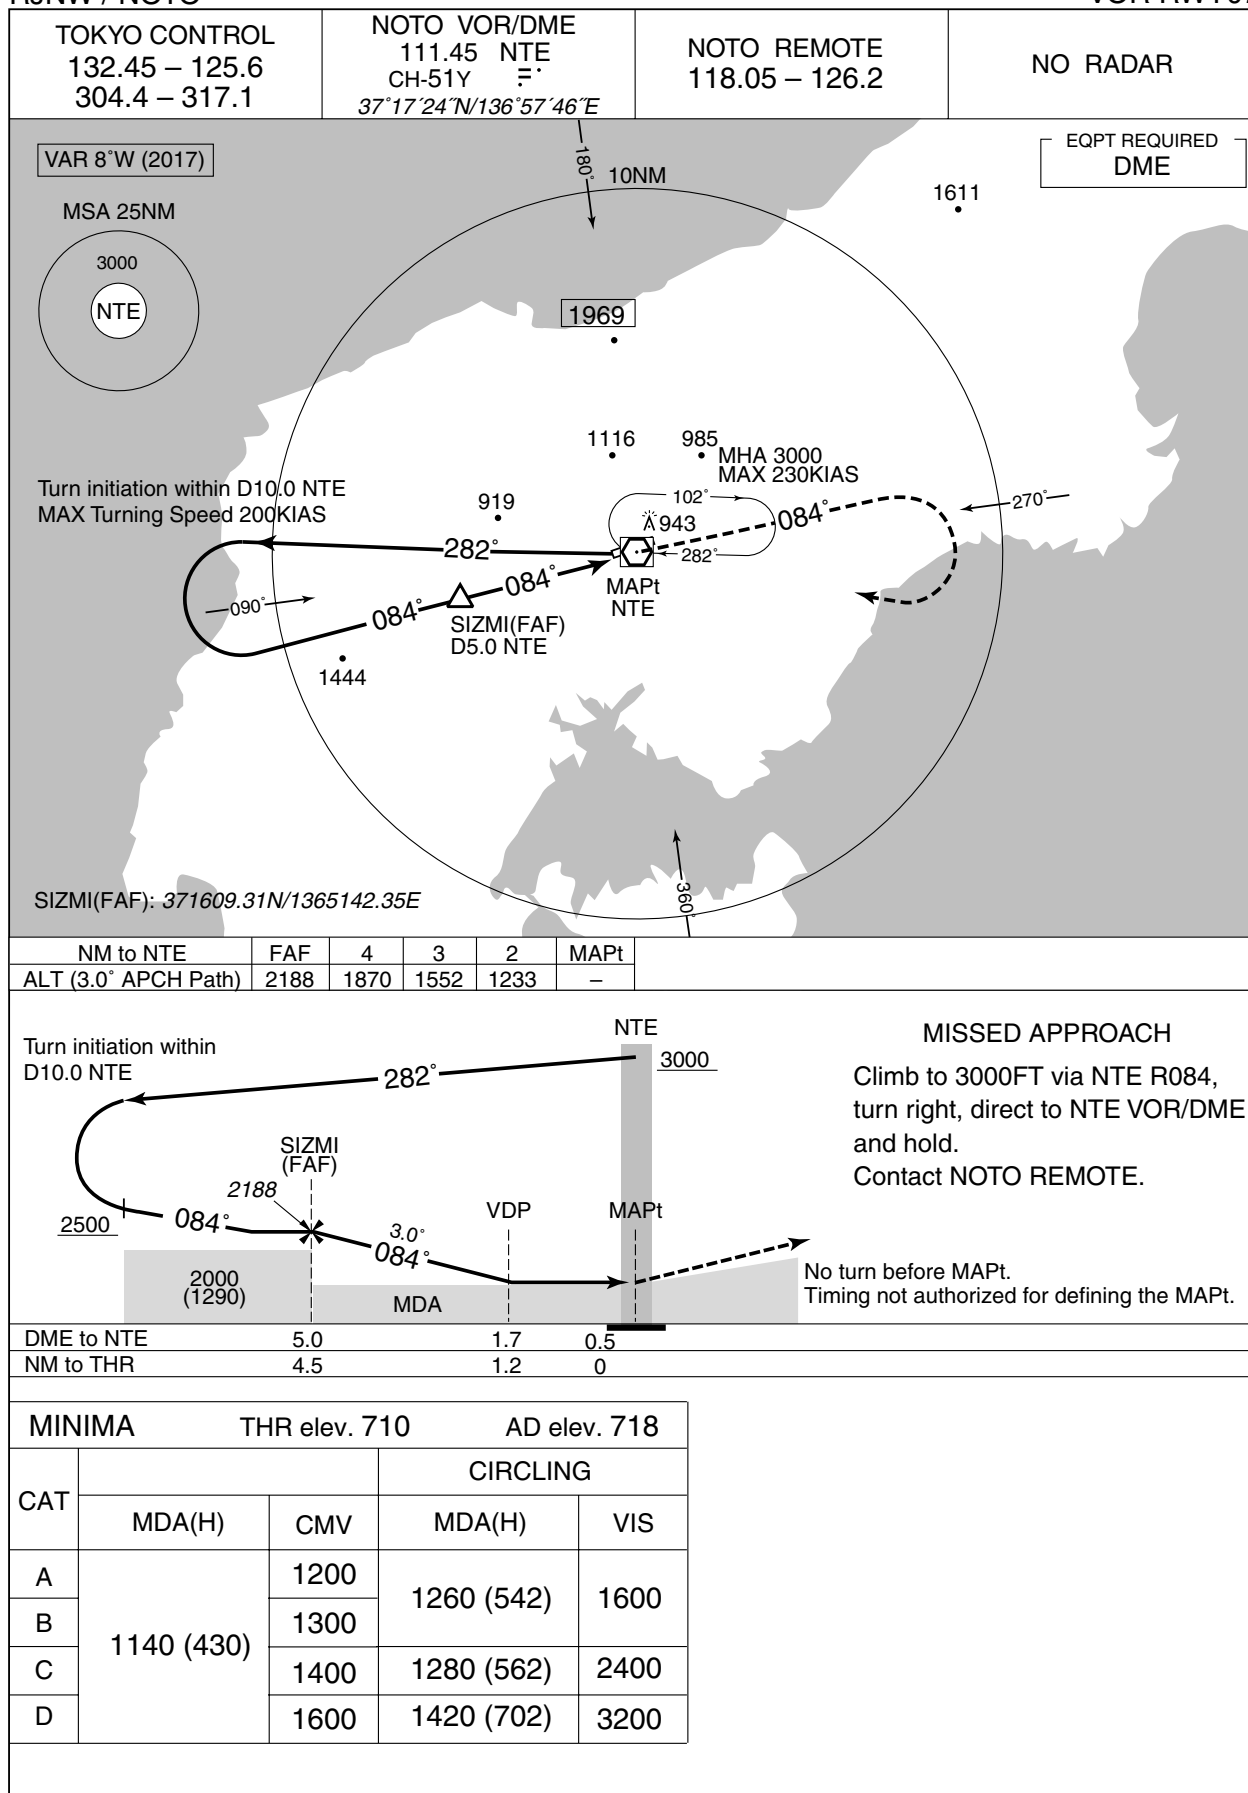 TOKYO CONTROL
132.45 – 125.6
304.4 – 317.1
NOTO VOR/DME
111.45 NTE
CH-51Y
37°17´24˝N/136°57´46˝E
NOTO REMOTE
118.05 – 126.2
NO RADAR
VAR 8°W (2017)
EQPT REQUIRED
DME
MSA 25NM
3000
NTE
180°
10NM
1611
1969
1116
985
MHA 3000
MAX 230KIAS
Turn initiation within D10.0 NTE
MAX Turning Speed 200KIAS
919
102°
943
084°
270°
282°
282°
090°
084°
084°
MAPt
NTE
SIZMI(FAF)
D5.0 NTE
1444
360°
SIZMI(FAF): 371609.31N/1365142.35E
NM to NTE FAF 4 3 2 MAPt
ALT (3.0° APCH Path) 2188 1870 1552 1233 –
Turn initiation within
D10.0 NTE
NTE
3000
282°
MISSED APPROACH
Climb to 3000FT via NTE R084,
turn right, direct to NTE VOR/DME
and hold.
Contact NOTO REMOTE.
SIZMI
(FAF)
2188
2500
084°
3.0°
084°
VDP
MAPt
2000
(1290)
MDA
No turn before MAPt.
Timing not authorized for defining the MAPt.
DME to NTE 5.0 1.7 0.5
NM to THR 4.5 1.2 0
MINIMA THR elev. 710 AD elev. 718
CAT
CIRCLING
MDA(H) CMV MDA(H) VIS
A 1200
1260 (542) 1600
B 1300
1140 (430)
C 1400 1280 (562) 2400
D 1600 1420 (702) 3200